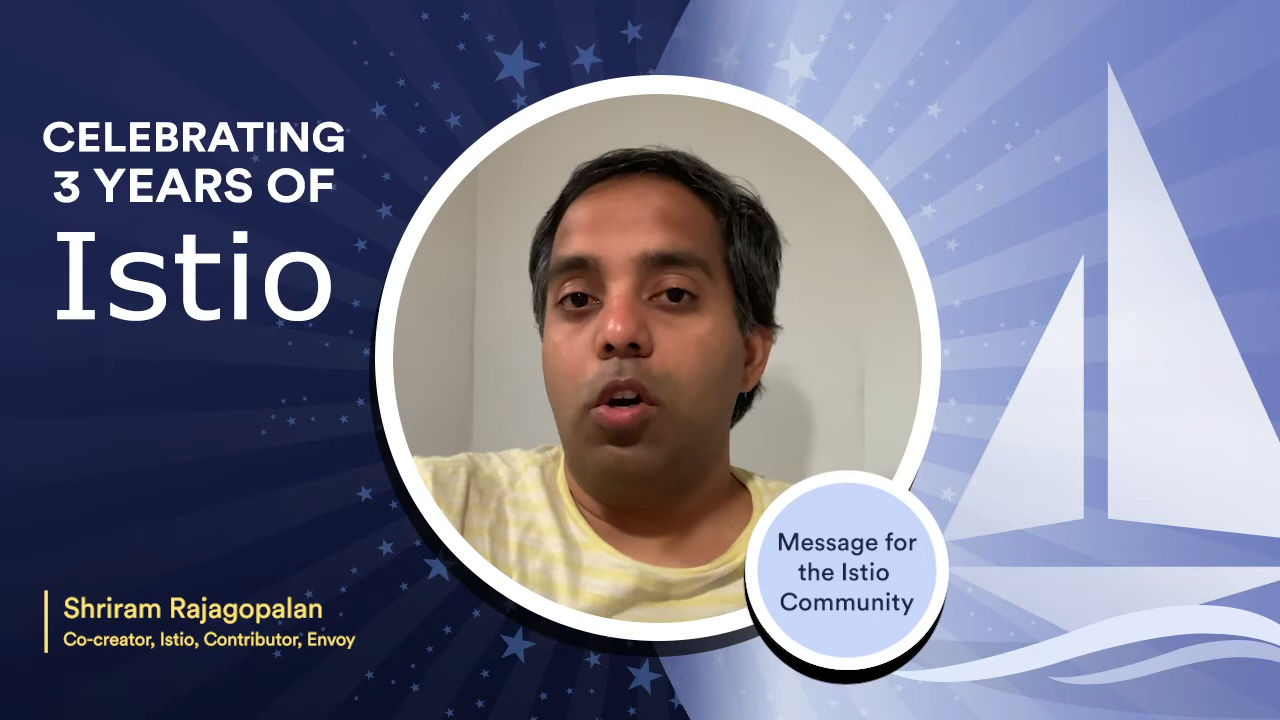 CELEBRATING
3 YEARS OF
Istio
Message for
the Istio
Community
Shriram Rajagopalan
Co-creator, Istio, Contributor, Envoy